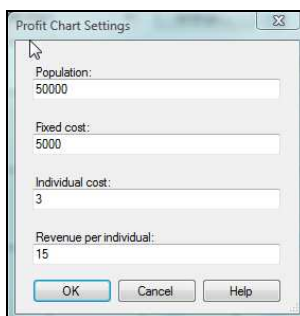 Profit Chart Settings
Population:
50000
Fixed cost:
5000
Individual cost:
3
Revenue per individual:
15
OK Cancel Help